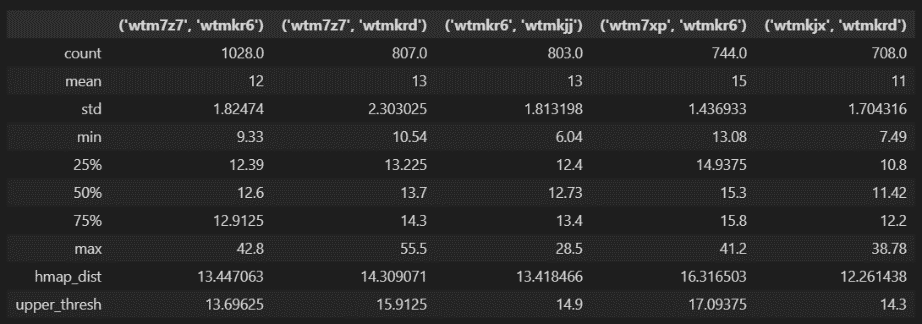 ('wtm7z7', 'wtmkr6') ('wtm7z7', 'wtmkrd') ('wtmkr6', 'wtmkjj') ('wtm7xp', 'wtmkr6') ('wtmkjx', 'wtmkrd')
count 1028.0 807.0 803.0 744.0 708.0
mean 12 13 13 15 11
std 1.82474 2.303025 1.813198 1.436933 1.704316
min 9.33 10.54 6.04 13.08 7.49
25% 12.39 13.225 12.4 14.9375 10.8
50% 12.6 13.7 12.73 15.3 11.42
75% 12.9125 14.3 13.4 15.8 12.2
max 42.8 55.5 28.5 41.2 38.78
hmap_dist 13.447063 14.309071 13.418466 16.316503 12.261438
upper_thresh 13.69625 15.9125 14.9 17.09375 14.3